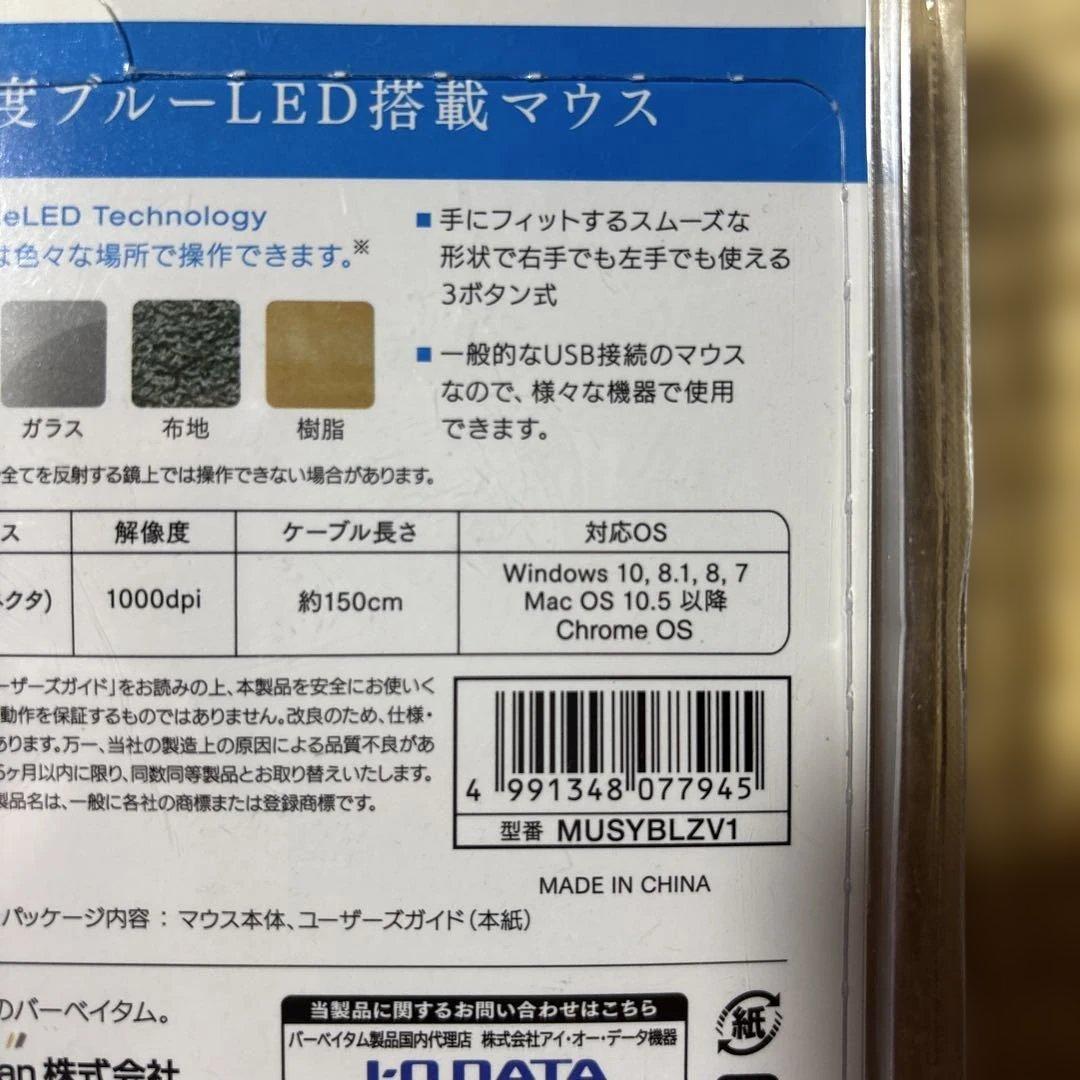 度ブルーLED搭載マウス
eLED Technology
は色々な場所で操作できます。※
ガラス
布地
樹脂
■ 手にフィットするスムーズな
形状で右手でも左手でも使える
3ボタン式
■ 一般的なUSB接続のマウス
なので、様々な機器で使用
できます。
全てを反射する鏡上では操作できない場合があります。
ス 解像度 ケーブル長さ 対応OS
ネクタ) 1000dpi 約150cm
Windows 10, 8.1, 8, 7
Mac OS 10.5 以降
Chrome OS
ーザーズガイド」をお読みの上、本製品を安全にお使いく
動作を保証するものではありません。改良のため、仕様・
あります。万一、当社の製造上の原因による品質不良があ
6ヶ月以内に限り、同数同等製品とお取り替えいたします。
製品名は、一般に各社の商標または登録商標です。
4 991348 077945
型番 MUSYBLZV1
MADE IN CHINA
パッケージ内容 : マウス本体、ユーザーズガイド(本紙)
のバーベイタム。
an 株式会社
当製品に関するお問い合わせはこちら
バーベイタム製品国内代理店 株式会社アイ・オー・データ機器
I-O DATA
紙